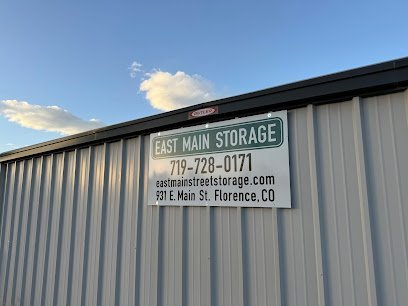 EAST MAIN STORAGE
719-728-0171
eastmainstreetstorage.com
931 E. Main St. Florence, CO